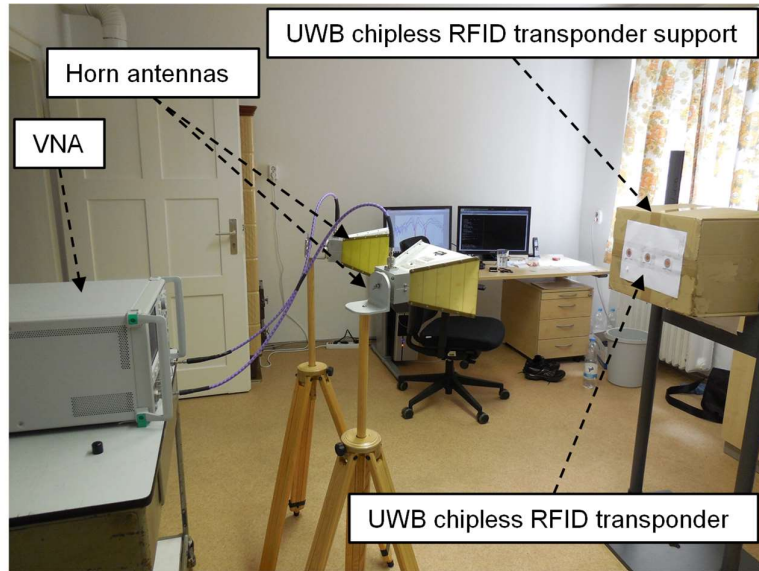 UWB chipless RFID transponder support
Horn antennas
VNA
UWB chipless RFID transponder